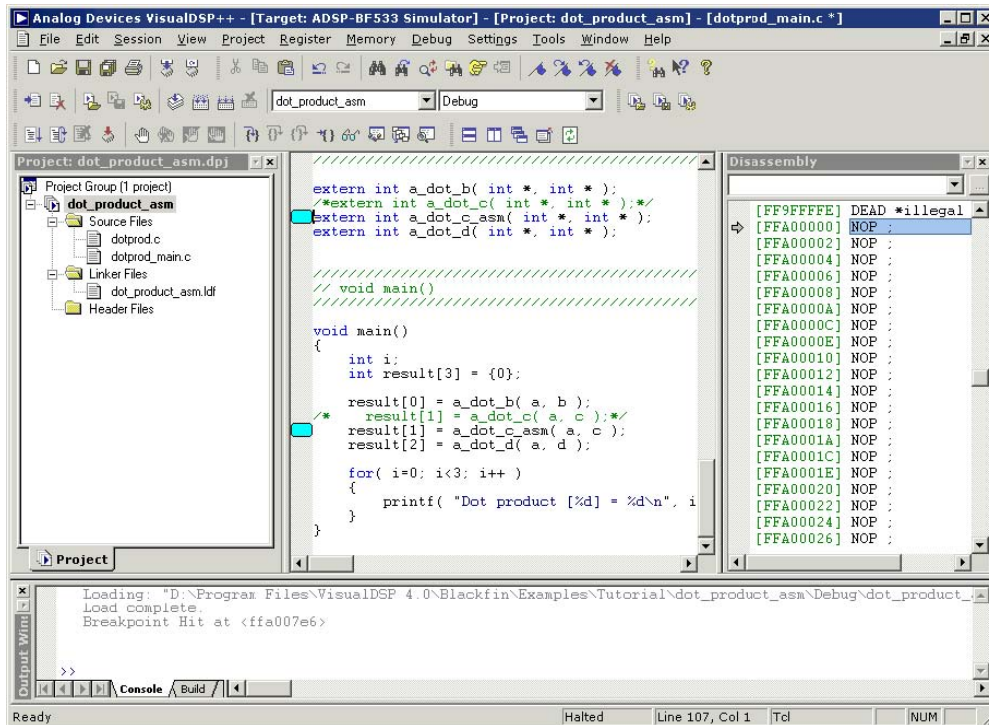 Analog Devices VisualDSP++ - [Target: ADSP-BF533 Simulator] - [Project: dot_product_asm] - [dotprod_main.c *]
File Edit Session View Project Register Memory Debug Settings Tools Window Help
dot_product_asm Debug
Project: dot_product_asm.dpj
Project Group (1 project)
dot_product_asm
Source Files
dotprod.c
dotprod_main.c
Linker Files
dot_product_asm.ldf
Header Files
Project
extern int a_dot_b( int *, int * );
/*extern int a_dot_c( int *, int * );*/
extern int a_dot_c_asm( int *, int * );
extern int a_dot_d( int *, int * );
// void main()
void main()
{
int i;
int result[3] = {0};
result[0] = a_dot_b( a, b );
/* result[1] = a_dot_c( a, c );*/
result[1] = a_dot_c_asm( a, c );
result[2] = a_dot_d( a, d );
for( i=0; i<3; i++ )
{
printf( "Dot product [%d] = %d\n", i
}
}
Disassembly
[FF9FFFFE] DEAD *illegal
[FFA00000] NOP ;
[FFA00002] NOP ;
[FFA00004] NOP ;
[FFA00006] NOP ;
[FFA00008] NOP ;
[FFA0000A] NOP ;
[FFA0000C] NOP ;
[FFA0000E] NOP ;
[FFA00010] NOP ;
[FFA00012] NOP ;
[FFA00014] NOP ;
[FFA00016] NOP ;
[FFA00018] NOP ;
[FFA0001A] NOP ;
[FFA0001C] NOP ;
[FFA0001E] NOP ;
[FFA00020] NOP ;
[FFA00022] NOP ;
[FFA00024] NOP ;
[FFA00026] NOP ;
Output Win
Loading: "D:\Program Files\VisualDSP 4.0\Blackfin\Examples\Tutorial\dot_product_asm\Debug\dot_product_
Load complete.
Breakpoint Hit at <ffa007e6>
>>
Console Build
Ready Halted Line 107, Col 1 Tcl NUM